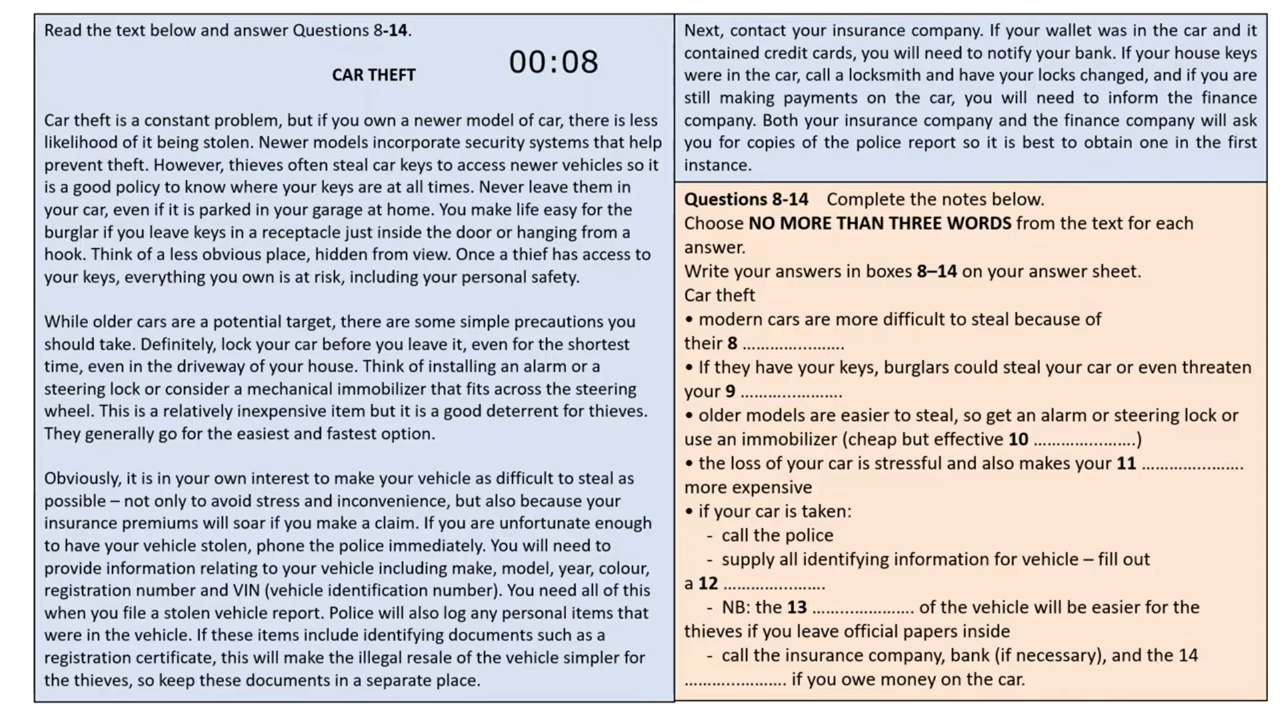 Read the text below and answer Questions 8-14.
00:08
CAR THEFT
Car theft is a constant problem, but if you own a newer model of car, there is less
likelihood of it being stolen. Newer models incorporate security systems that help
prevent theft. However, thieves often steal car keys to access newer vehicles so it
is a good policy to know where your keys are at all times. Never leave them in
your car, even if it is parked in your garage at home. You make life easy for the
burglar if you leave keys in a receptacle just inside the door or hanging from a
hook. Think of a less obvious place, hidden from view. Once a thief has access to
your keys, everything you own is at risk, including your personal safety.
While older cars are a potential target, there are some simple precautions you
should take. Definitely, lock your car before you leave it, even for the shortest
time, even in the driveway of your house. Think of installing an alarm or a
steering lock or consider a mechanical immobilizer that fits across the steering
wheel. This is a relatively inexpensive item but it is a good deterrent for thieves.
They generally go for the easiest and fastest option.
Obviously, it is in your own interest to make your vehicle as difficult to steal as
possible – not only to avoid stress and inconvenience, but also because your
insurance premiums will soar if you make a claim. If you are unfortunate enough
to have your vehicle stolen, phone the police immediately. You will need to
provide information relating to your vehicle including make, model, year, colour,
registration number and VIN (vehicle identification number). You need all of this
when you file a stolen vehicle report. Police will also log any personal items that
were in the vehicle. If these items include identifying documents such as a
registration certificate, this will make the illegal resale of the vehicle simpler for
the thieves, so keep these documents in a separate place.
Next, contact your insurance company. If your wallet was in the car and it
contained credit cards, you will need to notify your bank. If your house keys
were in the car, call a locksmith and have your locks changed, and if you are
still making payments on the car, you will need to inform the finance
company. Both your insurance company and the finance company will ask
you for copies of the police report so it is best to obtain one in the first
instance.
Questions 8-14 Complete the notes below.
Choose NO MORE THAN THREE WORDS from the text for each
answer.
Write your answers in boxes 8–14 on your answer sheet.
Car theft
• modern cars are more difficult to steal because of
their 8 ………………….
• If they have your keys, burglars could steal your car or even threaten
your 9 ………………….
• older models are easier to steal, so get an alarm or steering lock or
use an immobilizer (cheap but effective 10 ………………….)
• the loss of your car is stressful and also makes your 11 ………………….
more expensive
• if your car is taken:
- call the police
- supply all identifying information for vehicle – fill out
a 12 ………………….
- NB: the 13 …………………. of the vehicle will be easier for the
thieves if you leave official papers inside
- call the insurance company, bank (if necessary), and the 14
…………………. if you owe money on the car.